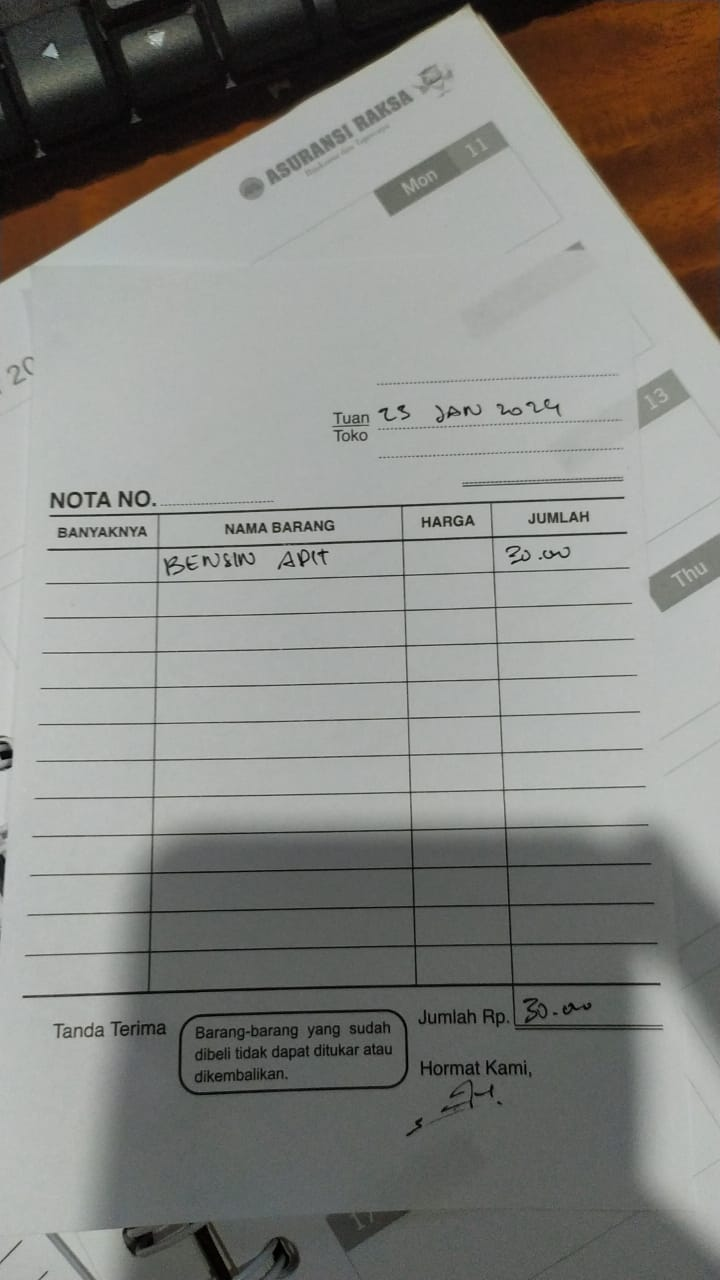 ASURANSI RAKSA
Mon 11
20
13
Thu
Tuan 23 JAN 2024
Toko
NOTA NO.
BANYAKNYA NAMA BARANG HARGA JUMLAH
BENSIN APIT 30.000
Tanda Terima
Barang-barang yang sudah
dibeli tidak dapat ditukar atau
dikembalikan.
Jumlah Rp. 30.000
Hormat Kami,
17